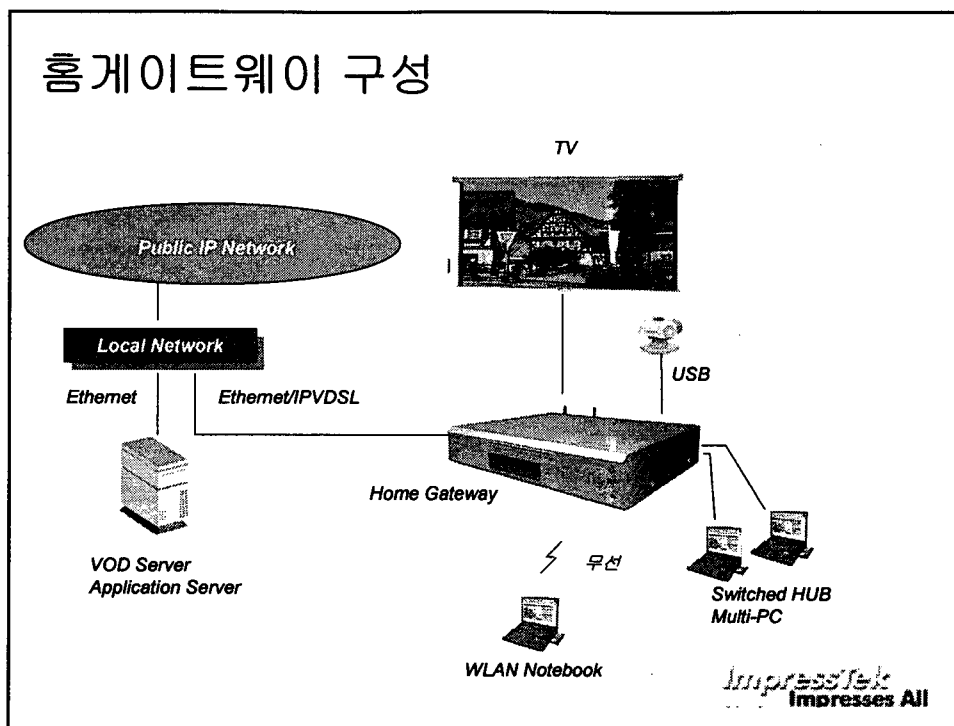 홈게이트웨이 구성
TV
Public IP Network
Local Network
USB
Ethernet
Ethernet/IPVDSL
Home Gateway
VOD Server
Application Server
무선
Switched HUB
Multi-PC
WLAN Notebook
ImpressTek
Impresses All